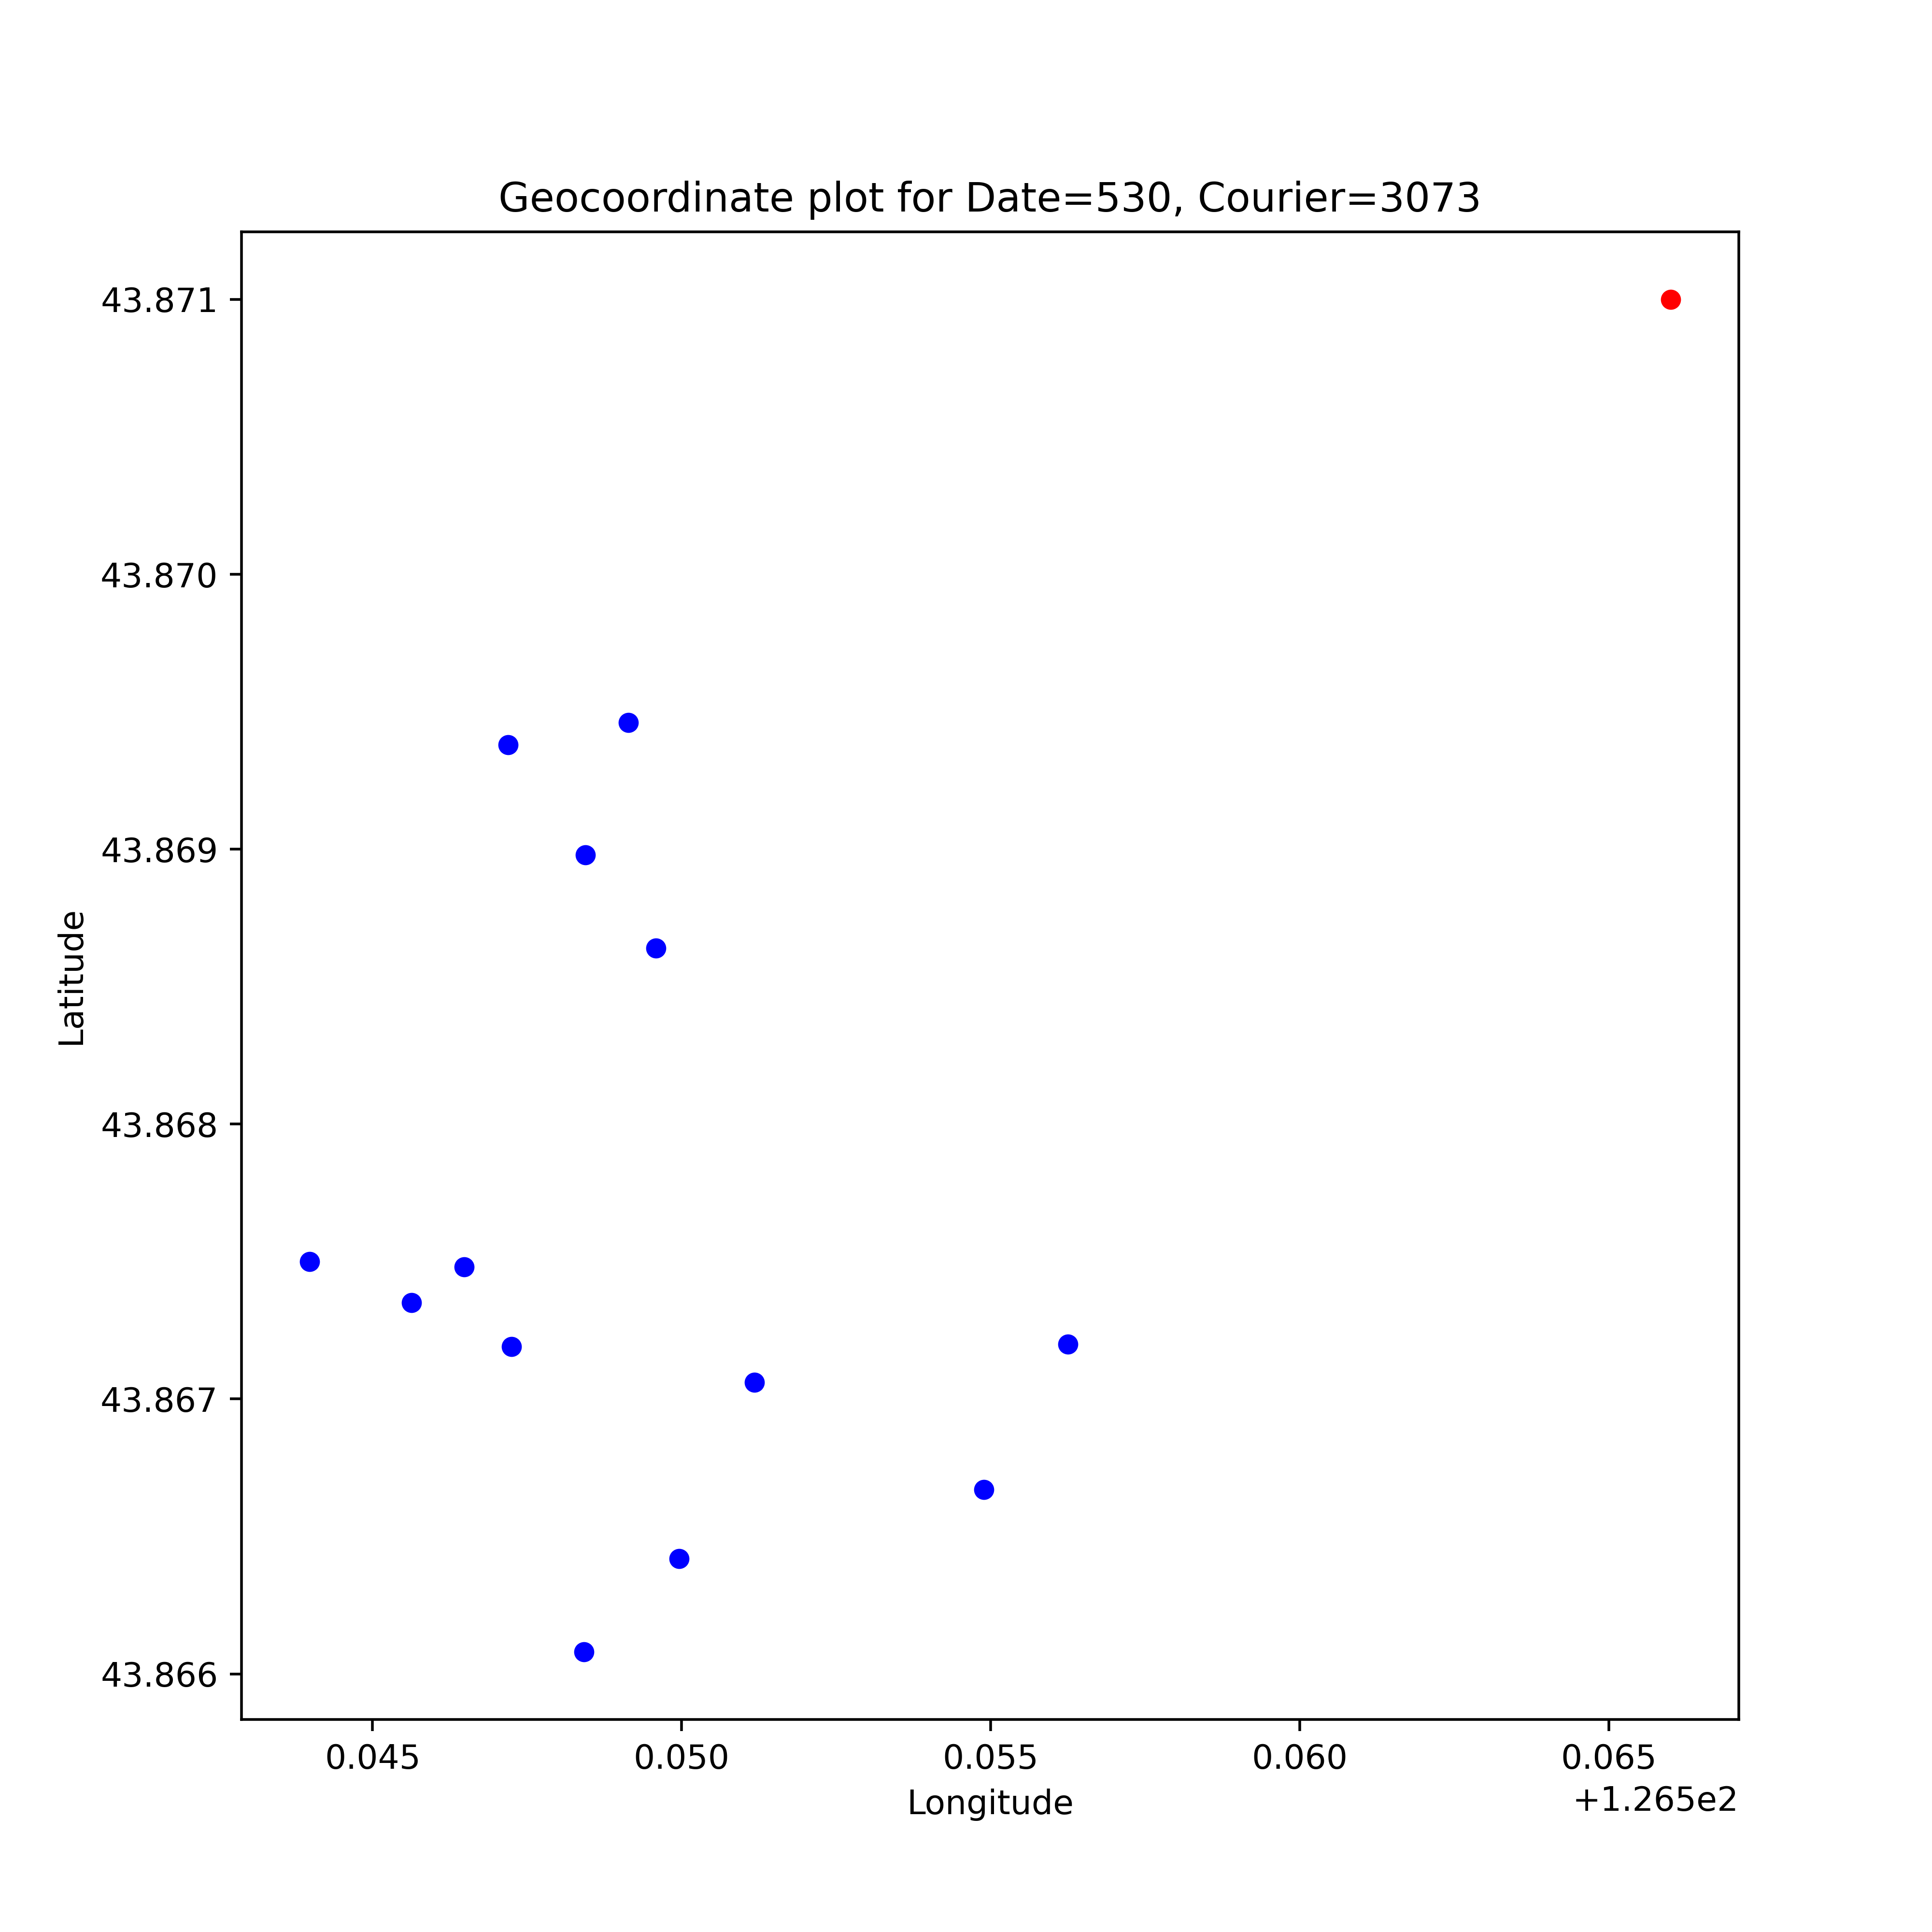 Geocoordinate plot for Date=530, Courier=3073
43.871
43.870
43.869
43.868
43.867
43.866
Latitude
0.045 0.050 0.055 0.060 0.065
+1.265e2
Longitude